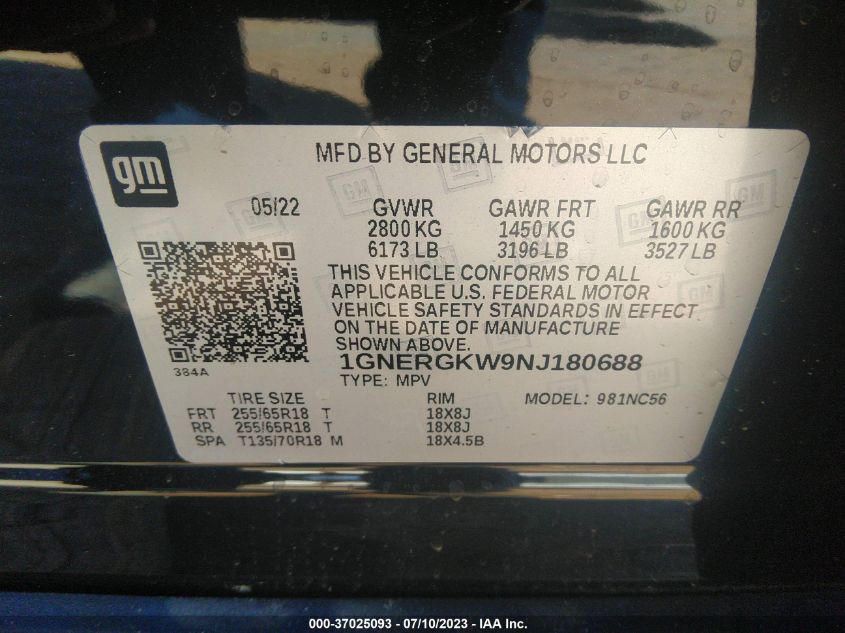 gm
MFD BY GENERAL MOTORS LLC
05/22 GVWR GAWR FRT GAWR RR
2800 KG 1450 KG 1600 KG
6173 LB 3196 LB 3527 LB
THIS VEHICLE CONFORMS TO ALL
APPLICABLE U.S. FEDERAL MOTOR
VEHICLE SAFETY STANDARDS IN EFFECT
ON THE DATE OF MANUFACTURE
SHOWN ABOVE.
1GNERGKW9NJ180688
384A
TYPE: MPV
TIRE SIZE RIM MODEL: 981NC56
FRT 255/65R18 T 18X8J
RR 255/65R18 T 18X8J
SPA T135/70R18 M 18X4.5B
000-37025093 - 07/10/2023 - IAA Inc.